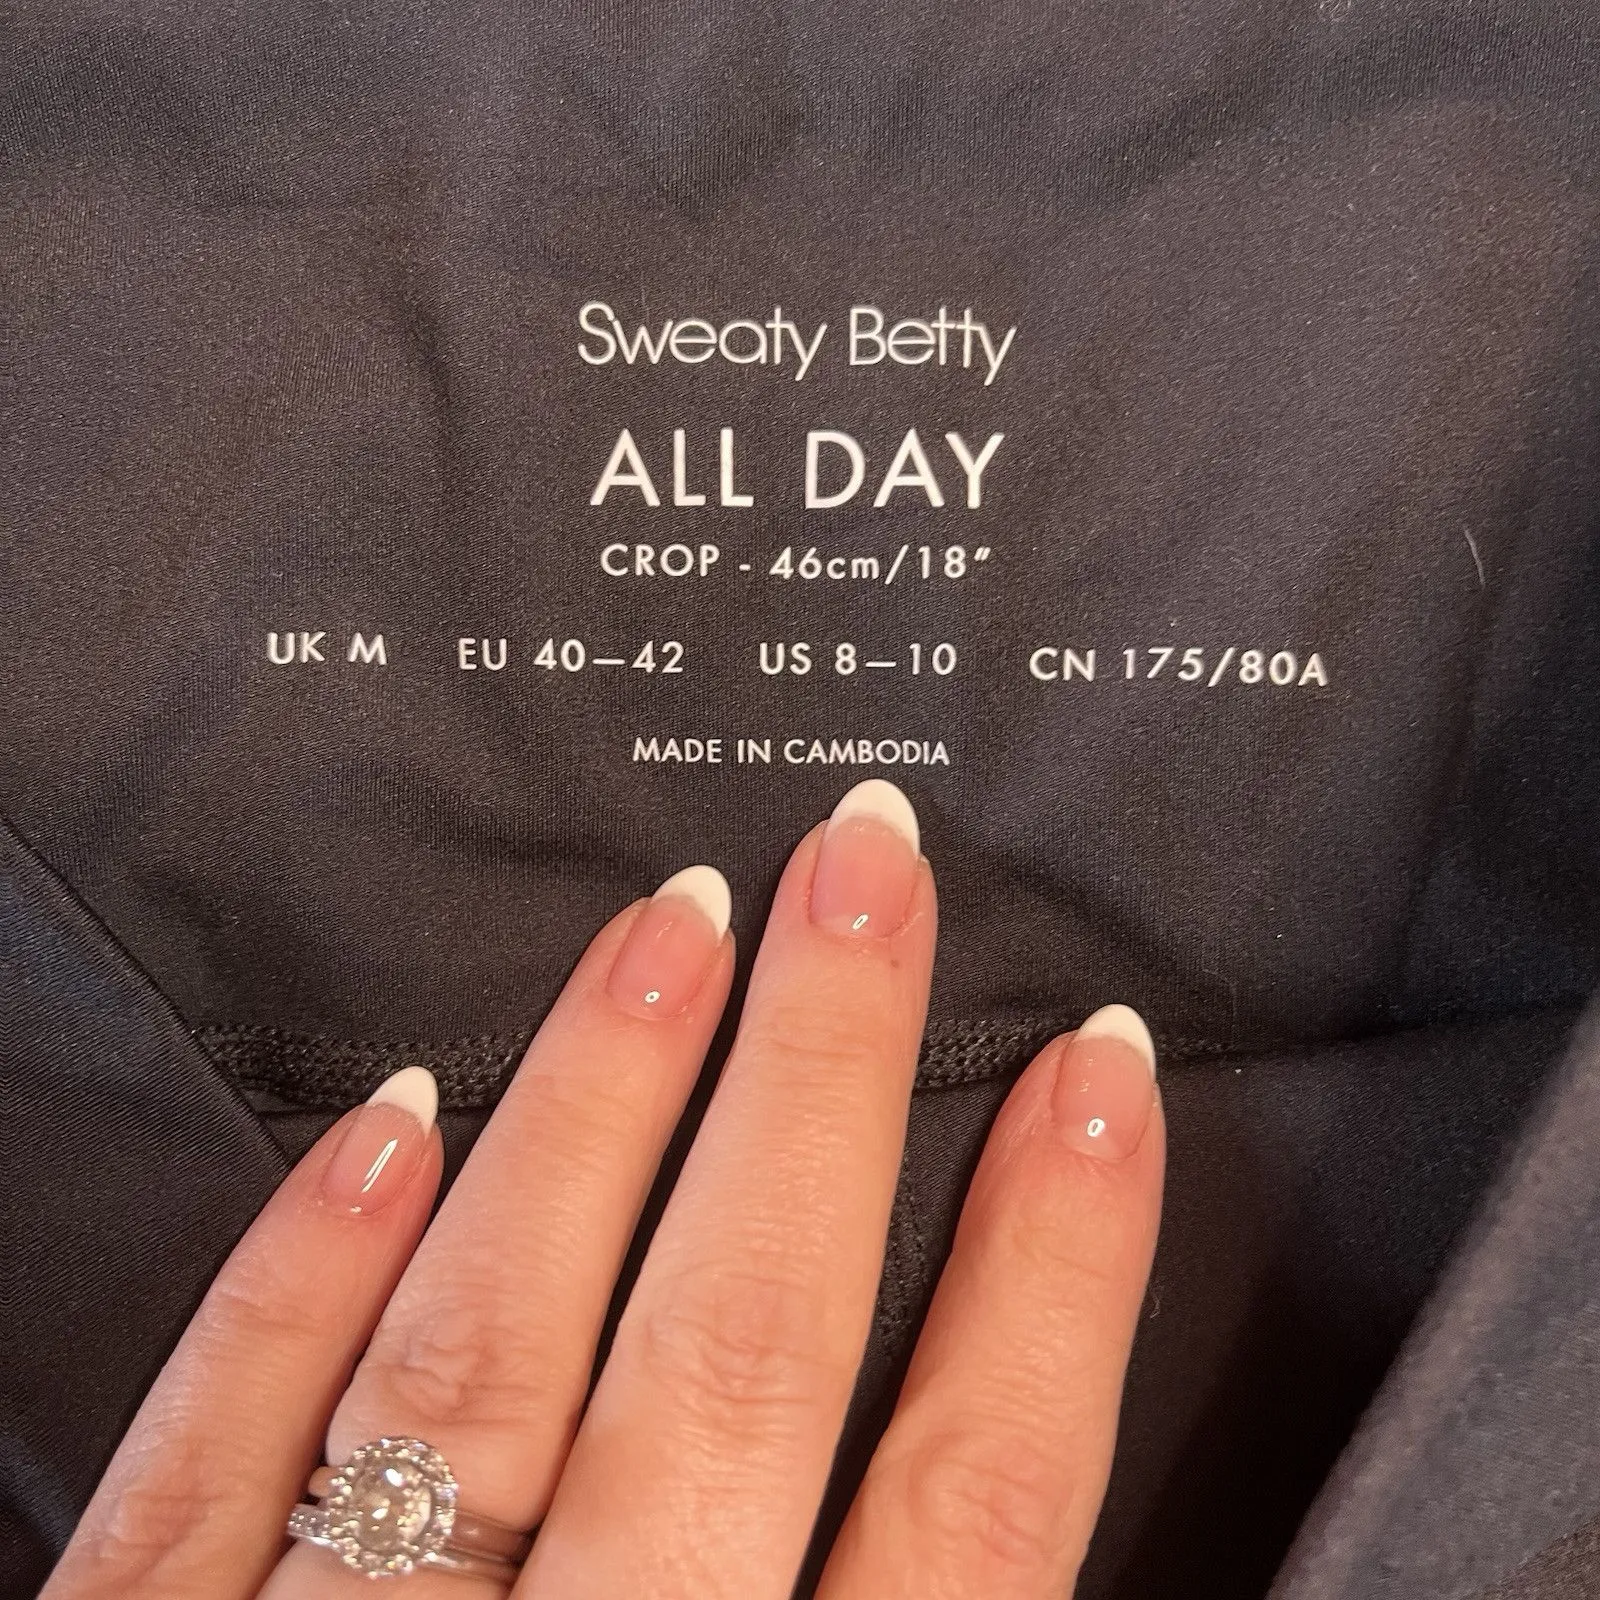 Sweaty Betty
ALL DAY
CROP - 46cm/18"
UK M EU 40–42 US 8–10 CN 175/80A
MADE IN CAMBODIA